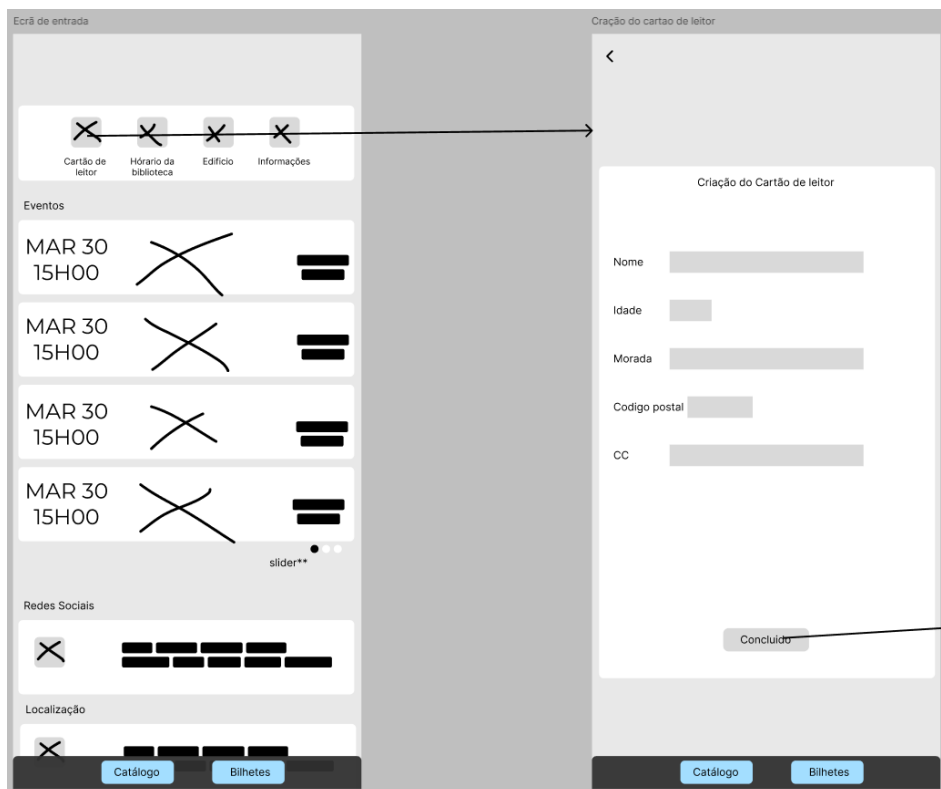 Ecrã de entrada
Cartão de
leitor
Hórario da
biblioteca
Edificio
Informações
Eventos
MAR 30
15H00
MAR 30
15H00
MAR 30
15H00
MAR 30
15H00
slider**
Redes Sociais
Localização
Catálogo
Bilhetes
Cração do cartao de leitor
Criação do Cartão de leitor
Nome
Idade
Morada
Codigo postal
CC
Concluido
Catálogo
Bilhetes